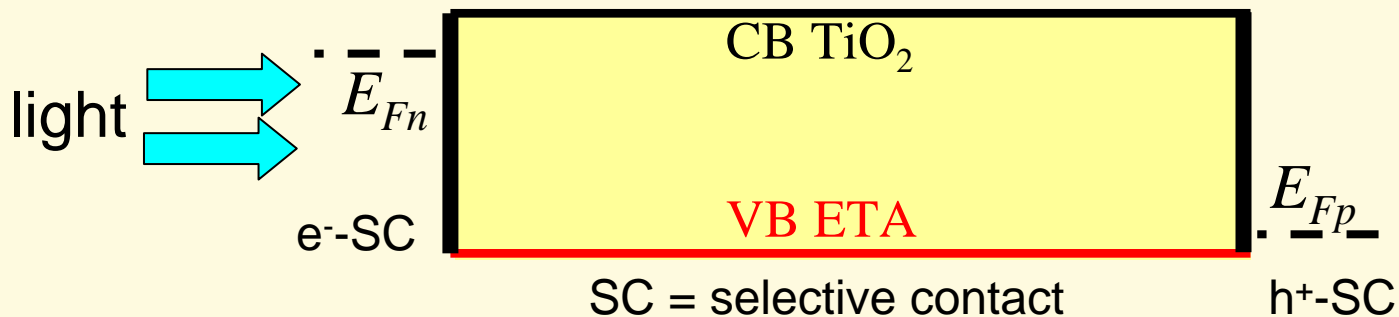 CB TiO₂
light
E_Fn
VB ETA
E_Fp
e⁻-SC
SC = selective contact
h⁺-SC